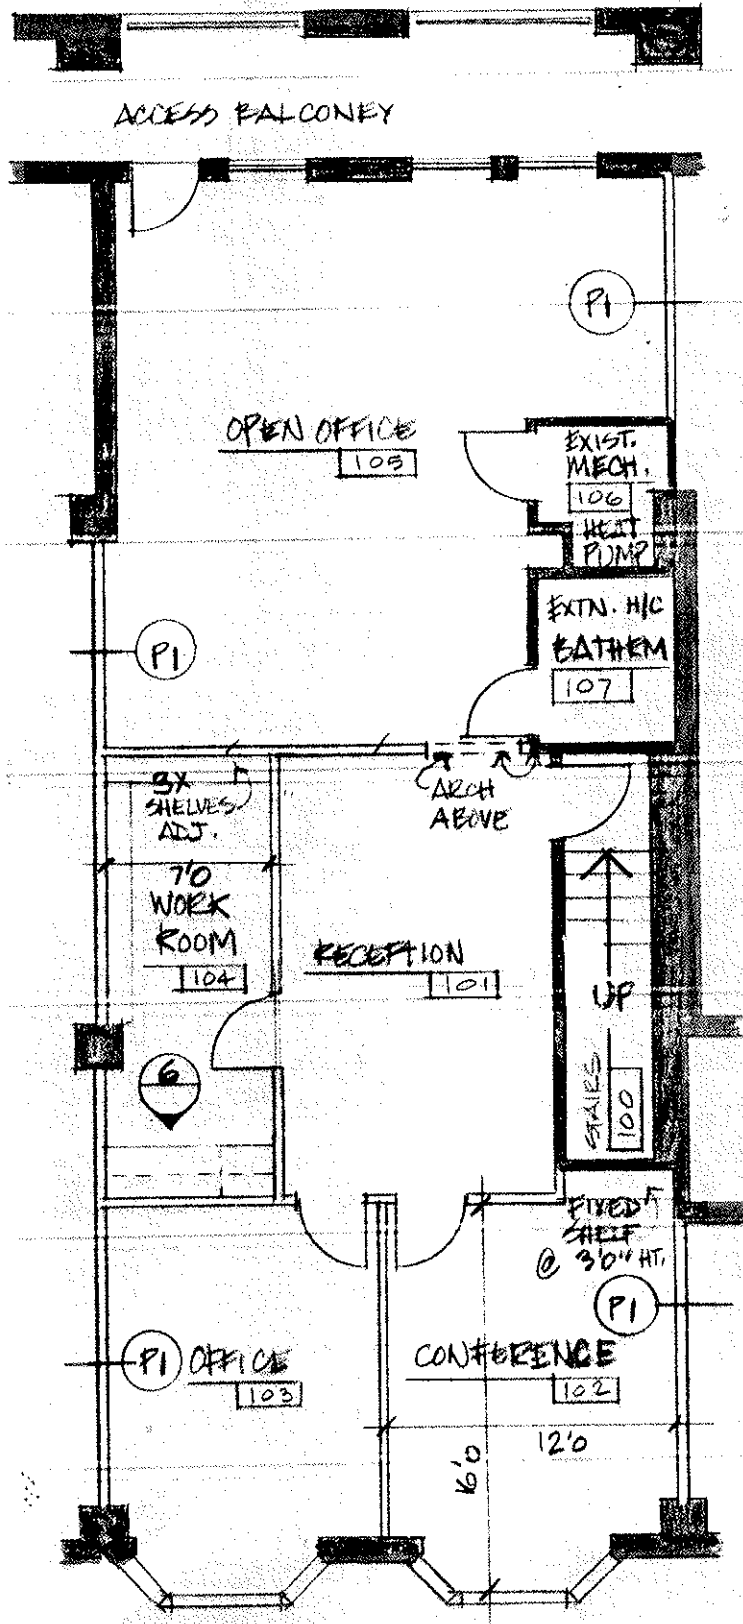 ACCESS BALCONEY
P1
OPEN OFFICE
105
EXIST.
MECH.
106
HEAT
PUMP
EXTN. H/C
BATHRM
107
P1
3X
SHELVES
ADJ.
ARCH
ABOVE
7'0
WORK
ROOM
104
RECEPTION
101
UP
STAIRS
100
6
FIXED
SHELF
@ 3'0" HT.
P1
P1
OFFICE
103
CONFERENCE
102
12'0
16'0